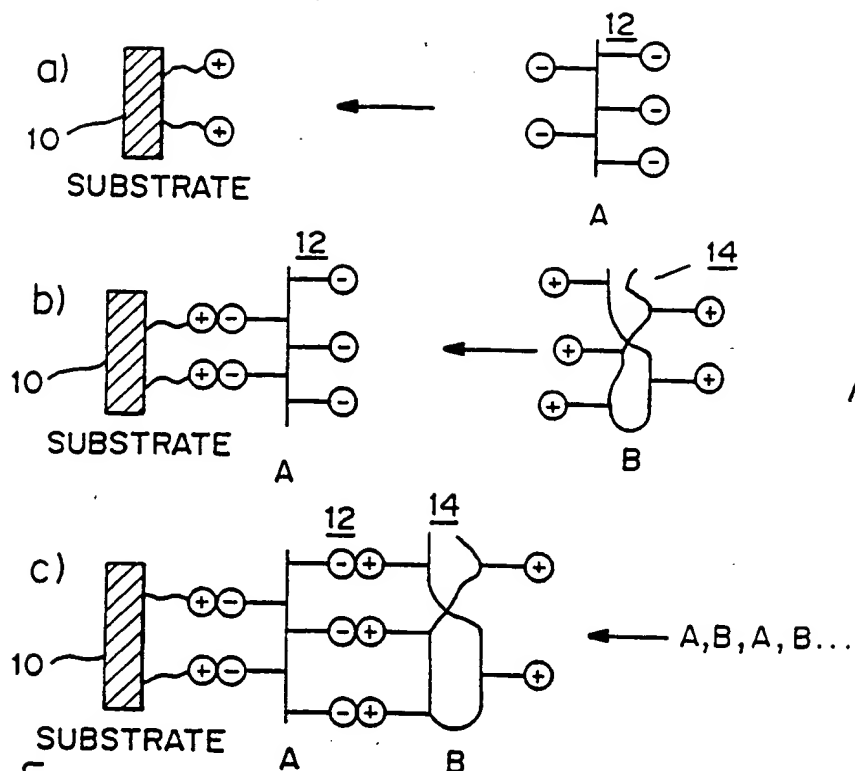 a)
12
10
SUBSTRATE
A
b)
12
14
10
SUBSTRATE
A
B
c)
12
14
10
A, B, A, B...
SUBSTRATE
A
B